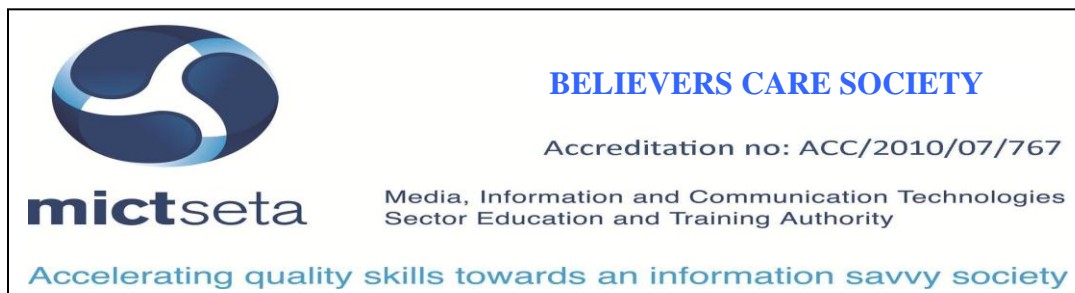 BELIEVERS CARE SOCIETY
Accreditation no: ACC/2010/07/767
mictseta
Media, Information and Communication Technologies
Sector Education and Training Authority
Accelerating quality skills towards an information savvy society